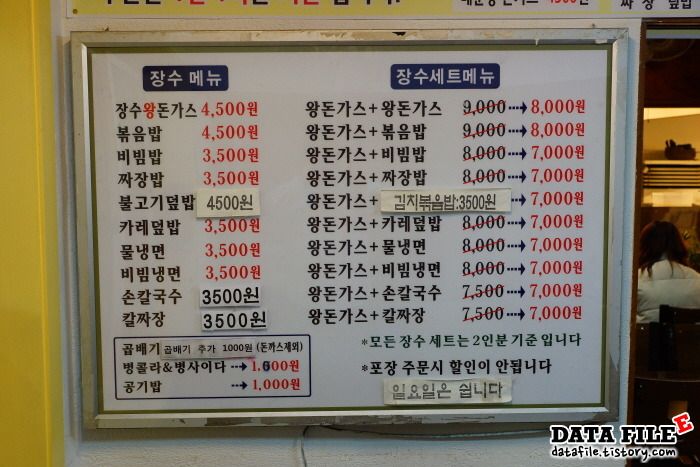 장수 메뉴
장수왕돈가스 4,500원
볶음밥 4,500원
비빔밥 3,500원
짜장밥 3,500원
불고기덮밥 4500원
카레덮밥 3,500원
물냉면 3,500원
비빔냉면 3,500원
손칼국수 3500원
칼짜장 3500원
곱배기 곱배기 추가 1000원 (돈까스제외)
병콜라&병사이다 → 1,000원
공기밥 → 1,000원
장수세트메뉴
왕돈가스+왕돈가스 9,000 → 8,000원
왕돈가스+볶음밥 9,000 → 8,000원
왕돈가스+비빔밥 8,000 → 7,000원
왕돈가스+짜장밥 8,000 → 7,000원
왕돈가스+ 김치볶음밥:3500원 7,000원
왕돈가스+카레덮밥 8,000 → 7,000원
왕돈가스+물냉면 8,000 → 7,000원
왕돈가스+비빔냉면 8,000 → 7,000원
왕돈가스+손칼국수 7,500 → 7,000원
왕돈가스+칼짜장 7,500 → 7,000원
*모든 장수 세트는 2인분 기준 입니다
*포장 주문시 할인이 안됩니다
일요일은 쉽니다
DATA FILE E
datafile.tistory.com